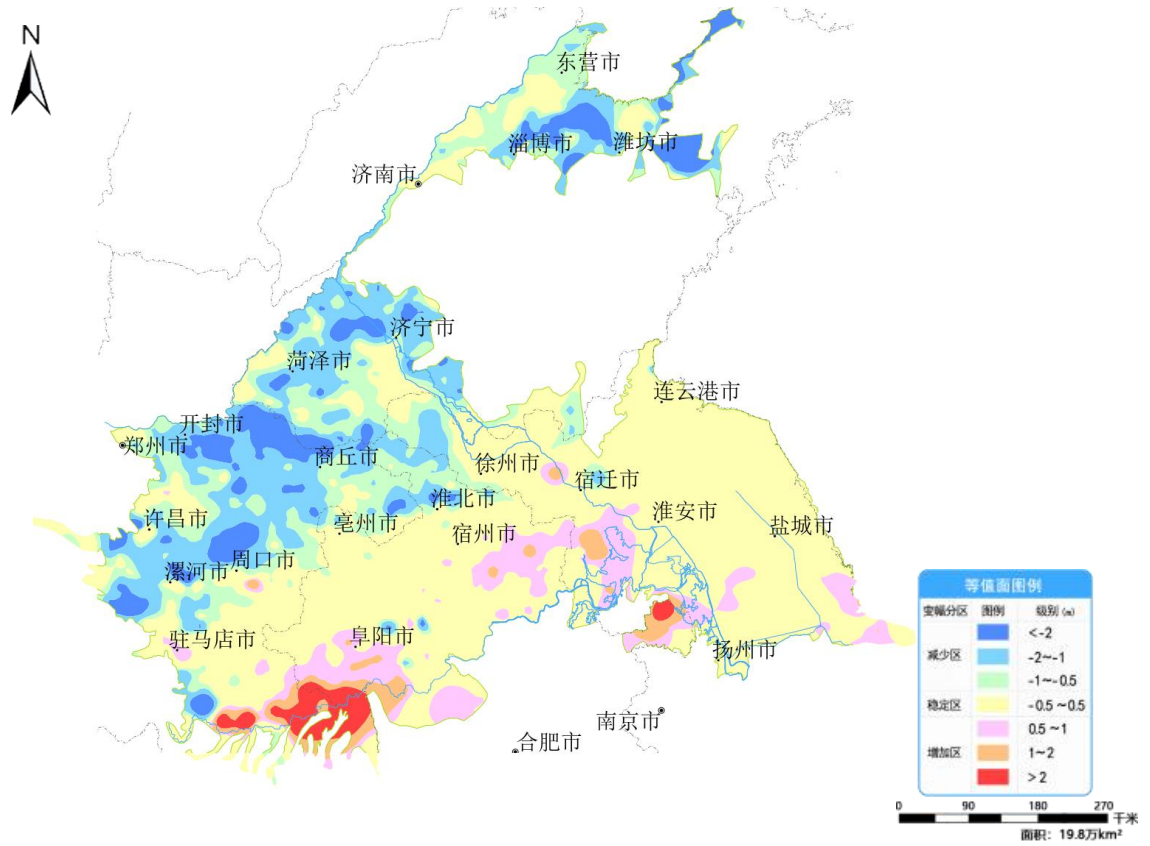 N
东营市
淄博市
潍坊市
济南市
济宁市
菏泽市
连云港市
开封市
郑州市
商丘市
徐州市
宿迁市
淮北市
许昌市
亳州市
宿州市
淮安市
盐城市
漯河市
周口市
驻马店市
阜阳市
扬州市
南京市
合肥市
等值面图例
变幅分区 图例 级别 (m)
减少区
<-2
-2~-1
-1~-0.5
稳定区
-0.5~0.5
增加区
0.5~1
1~2
>2
0 90 180 270 千米
面积: 19.8万km²